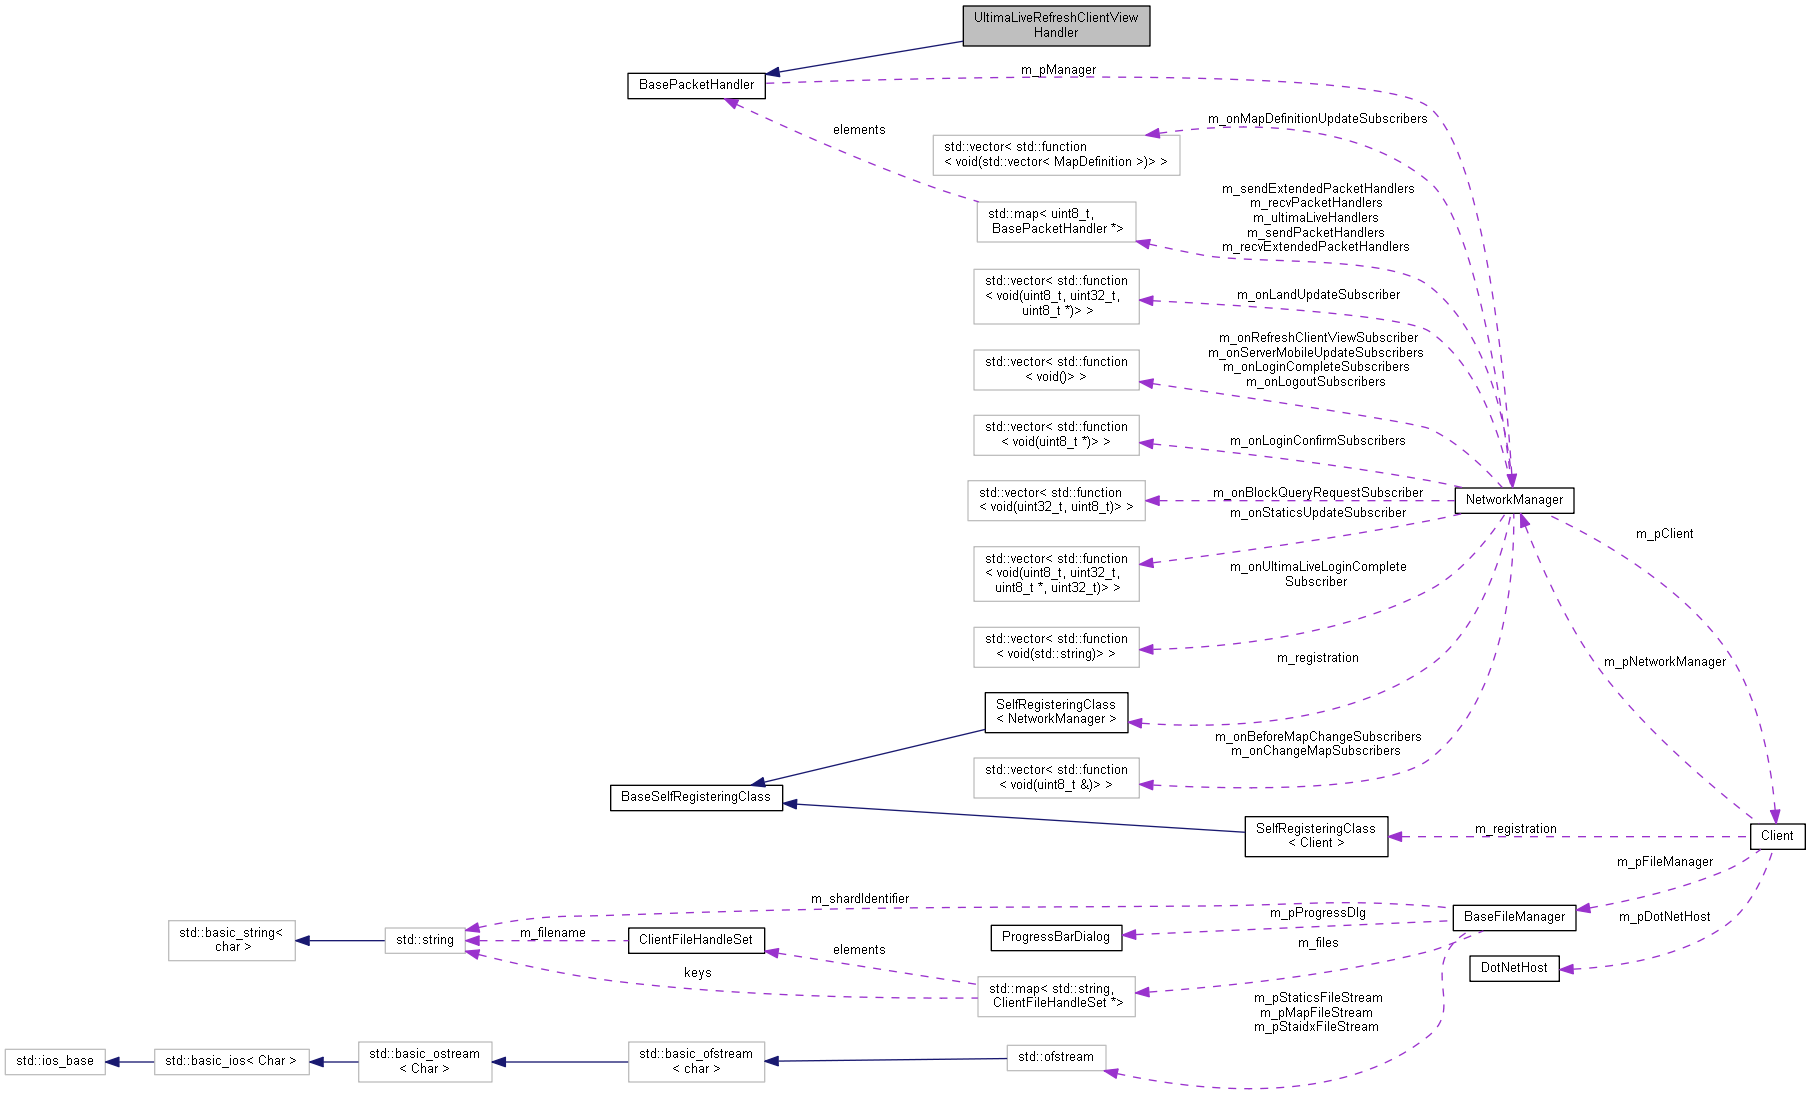 UltimaLiveRefreshClientView
Handler
m_pManager
BasePacketHandler
m_onMapDefinitionUpdateSubscribers
elements
std::vector< std::function
< void(std::vector< MapDefinition >)> >
m_sendExtendedPacketHandlers
m_recvPacketHandlers
m_ultimaLiveHandlers
m_sendPacketHandlers
m_recvExtendedPacketHandlers
std::map< uint8_t,
BasePacketHandler *>
std::vector< std::function
< void(uint8_t, uint32_t,
uint8_t *)> >
m_onLandUpdateSubscriber
m_onRefreshClientViewSubscriber
m_onServerMobileUpdateSubscribers
m_onLoginCompleteSubscribers
m_onLogoutSubscribers
std::vector< std::function
< void()> >
std::vector< std::function
< void(uint8_t *)> >
m_onLoginConfirmSubscribers
std::vector< std::function
< void(uint32_t, uint8_t)> >
m_onBlockQueryRequestSubscriber
NetworkManager
m_onStaticsUpdateSubscriber
m_pClient
std::vector< std::function
< void(uint8_t, uint32_t,
uint8_t *, uint32_t)> >
m_onUltimaLiveLoginComplete
Subscriber
std::vector< std::function
< void(std::string)> >
m_registration
m_pNetworkManager
SelfRegisteringClass
< NetworkManager >
m_onBeforeMapChangeSubscribers
m_onChangeMapSubscribers
std::vector< std::function
< void(uint8_t &)> >
BaseSelfRegisteringClass
SelfRegisteringClass
< Client >
m_registration
Client
m_pFileManager
m_shardIdentifier
m_pProgressDlg
BaseFileManager
m_pDotNetHost
std::basic_string<
char >
std::string
m_filename
ClientFileHandleSet
ProgressBarDialog
m_files
elements
DotNetHost
keys
std::map< std::string,
ClientFileHandleSet *>
m_pStaticsFileStream
m_pMapFileStream
m_pStaidxFileStream
std::ios_base
std::basic_ios< Char >
std::basic_ostream
< Char >
std::basic_ofstream
< char >
std::ofstream